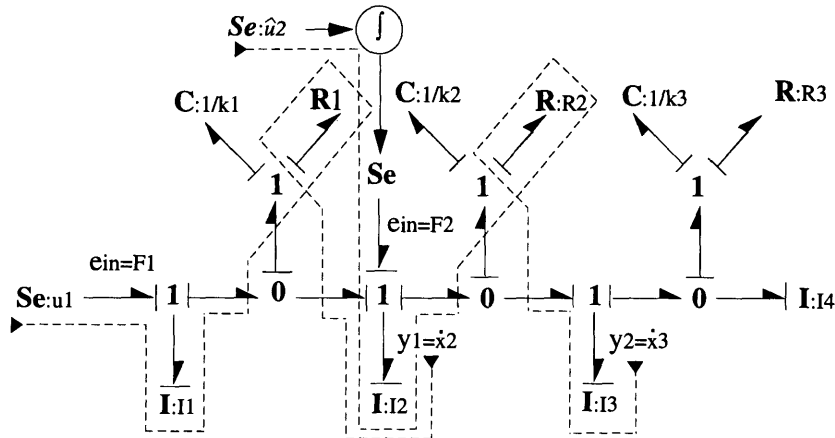 Se:û2 ∫
C:1/k1 R1 C:1/k2 R:R2 C:1/k3 R:R3
1 Se 1 1
ein=F1 ein=F2
Se:u1 1 0 1 0 1 0 I:I4
y1=ẋ2 y2=ẋ3
I:I1 I:I2 I:I3